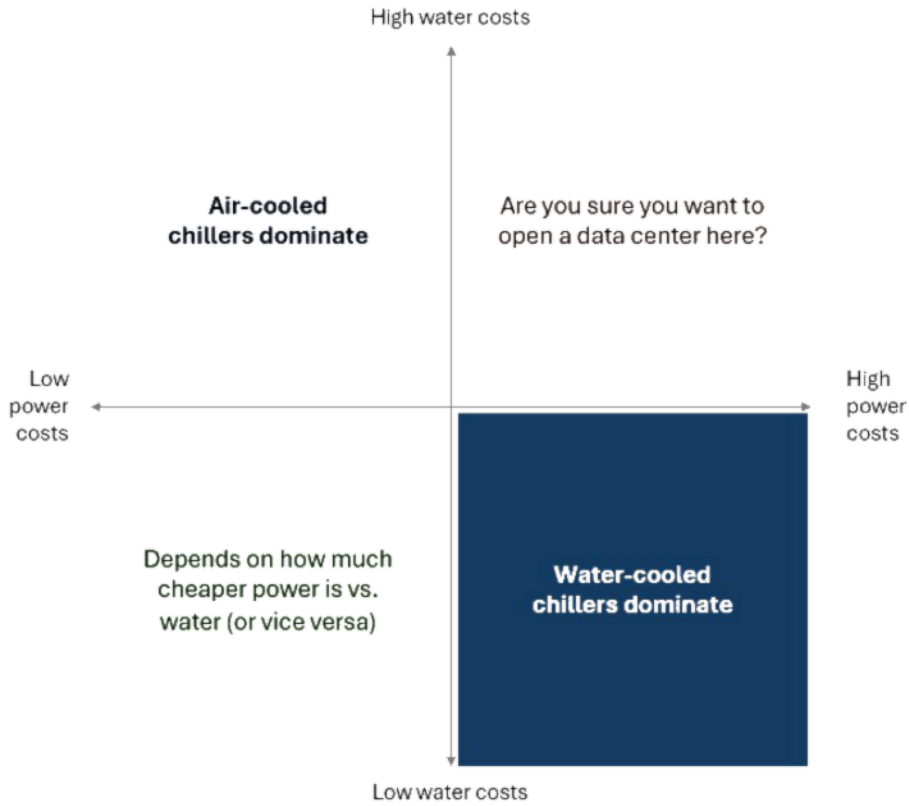 High water costs
Air-cooled
chillers dominate
Are you sure you want to
open a data center here?
Low
power
costs
High
power
costs
Depends on how much
cheaper power is vs.
water (or vice versa)
Water-cooled
chillers dominate
Low water costs